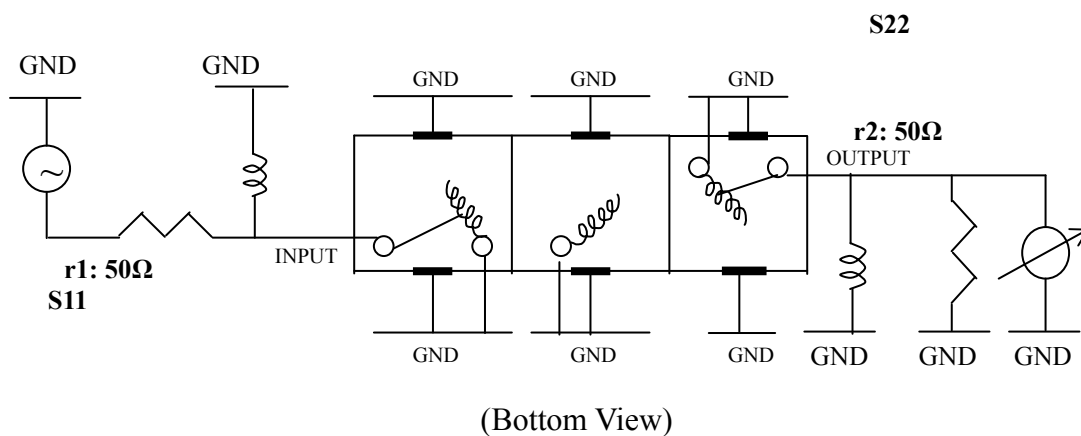 S22
GND
GND
GND
GND
GND
r2: 50Ω
OUTPUT
~
INPUT
r1: 50Ω
S11
GND
GND
GND
GND
GND
GND
(Bottom View)